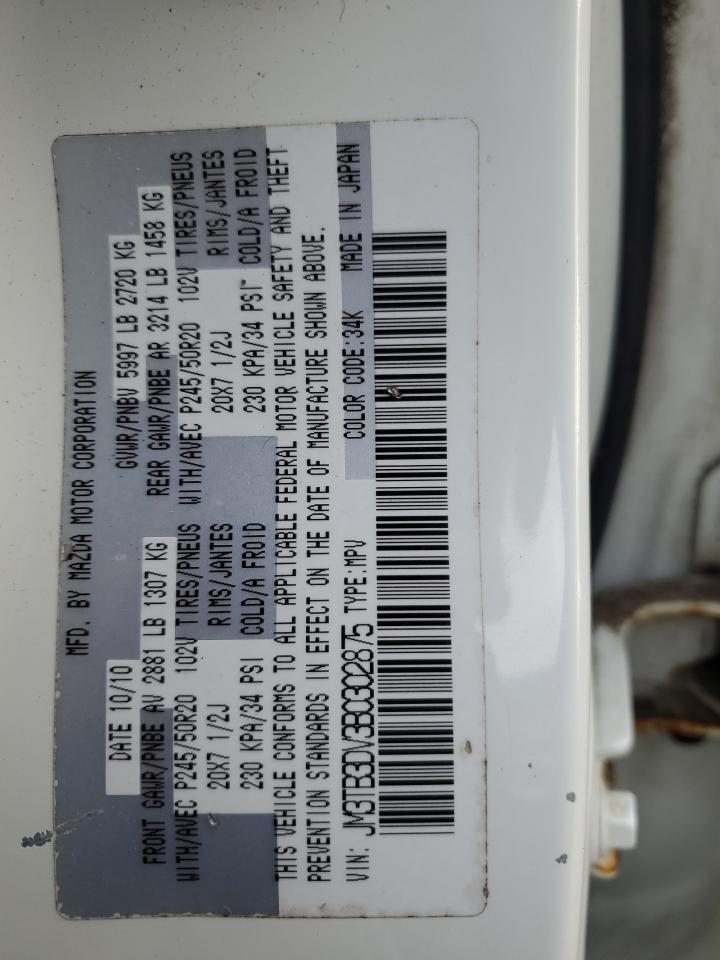 MFD. BY MAZDA MOTOR CORPORATION
DATE 10/10 GVWR/PNBV 5997 LB 2720 KG
FRONT GAWR/PNBE AV 2881 LB 1307 KG REAR GAWR/PNBE AR 3214 LB 1458 KG
WITH/AVEC P245/50R20 102V TIRES/PNEUS WITH/AVEC P245/50R20 102V TIRES/PNEUS
20X7 1/2J RIMS/JANTES 20X7 1/2J RIMS/JANTES
230 KPA/34 PSI COLD/A FROID 230 KPA/34 PSI COLD/A FROID
THIS VEHICLE CONFORMS TO ALL APPLICABLE FEDERAL MOTOR VEHICLE SAFETY AND THEFT
PREVENTION STANDARDS IN EFFECT ON THE DATE OF MANUFACTURE SHOWN ABOVE.
VIN: JM3TB3DV3B0302875 TYPE:MPV COLOR CODE:34K MADE IN JAPAN